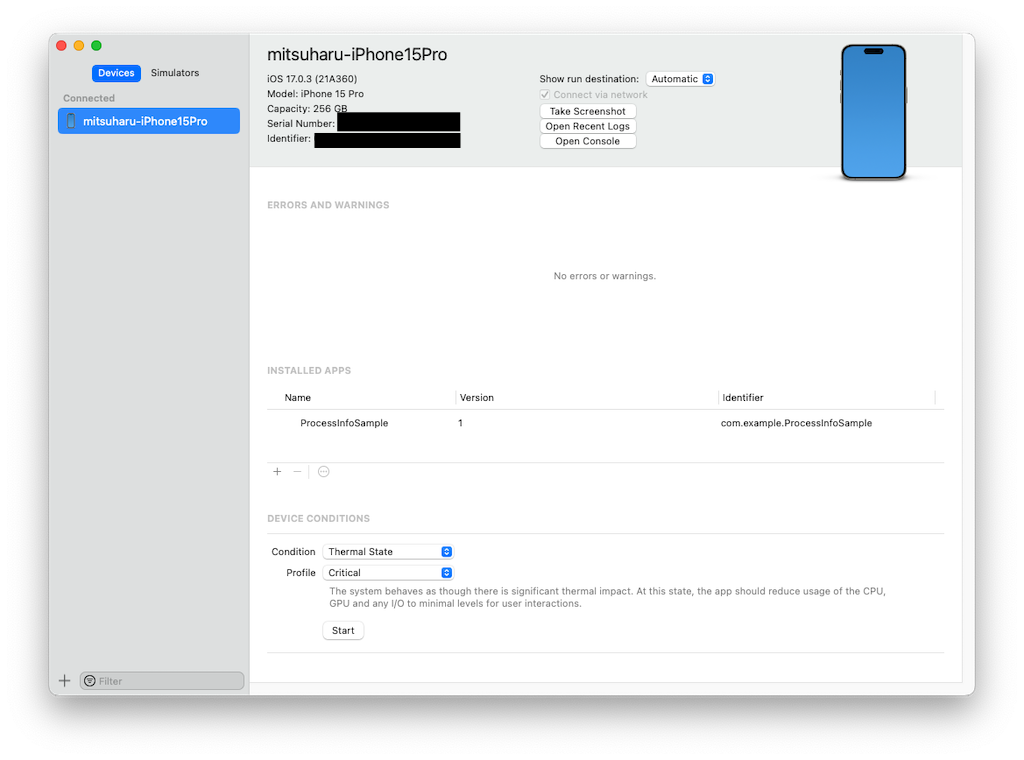 mitsuharu-iPhone15Pro
Devices
Simulators
iOS 17.0.3 (21A360)
Show run destination: Automatic
Model: iPhone 15 Pro
Connect via network
Connected
Capacity: 256 GB
Take Screenshot
mitsuharu-iPhone15Pro
Serial Number:
Open Recent Logs
Identifier:
Open Console
ERRORS AND WARNINGS
No errors or warnings.
INSTALLED APPS
Name Version Identifier
ProcessInfoSample 1 com.example.ProcessInfoSample
DEVICE CONDITIONS
Condition Thermal State
Profile Critical
The system behaves as though there is significant thermal impact. At this state, the app should reduce usage of the CPU,
GPU and any I/O to minimal levels for user interactions.
Start
Filter